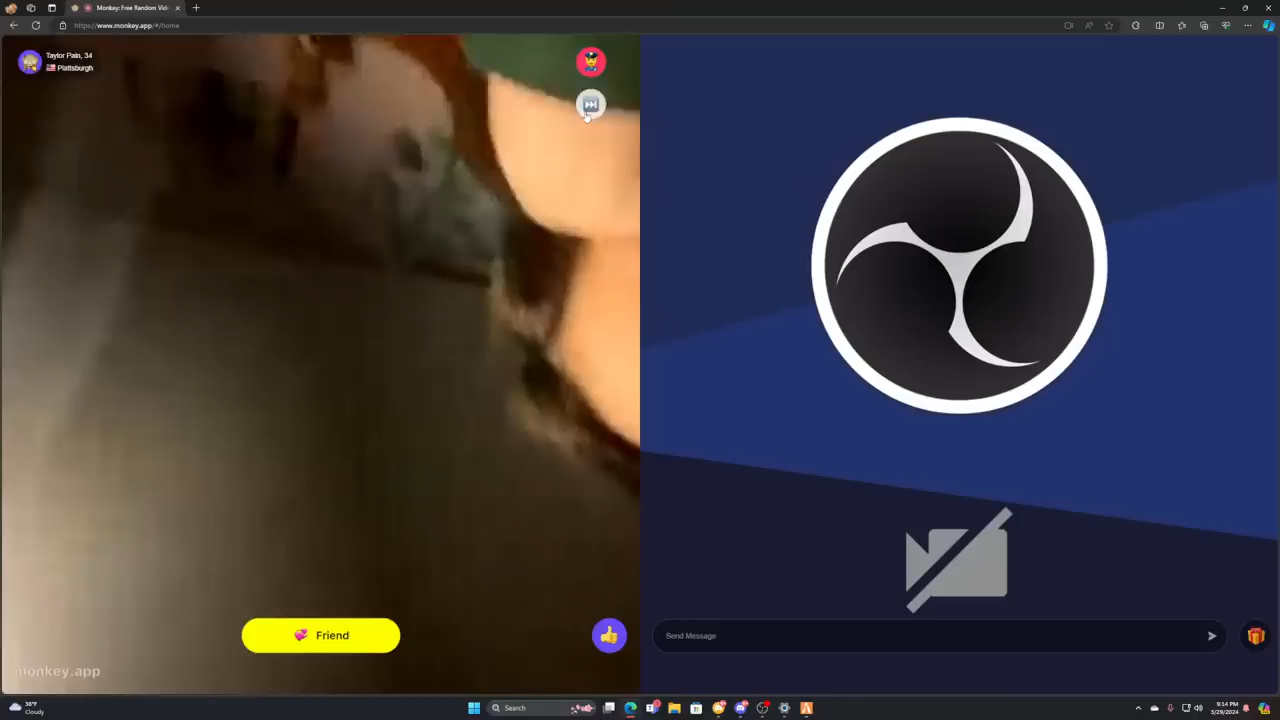 Monkey: Free Random Vid
https://www.monkey.app/#/home
Taylor Pain, 34
Plattsburgh
Friend
monkey.app
Send Message
36°F
Cloudy
Search
9:14 PM
3/29/2024